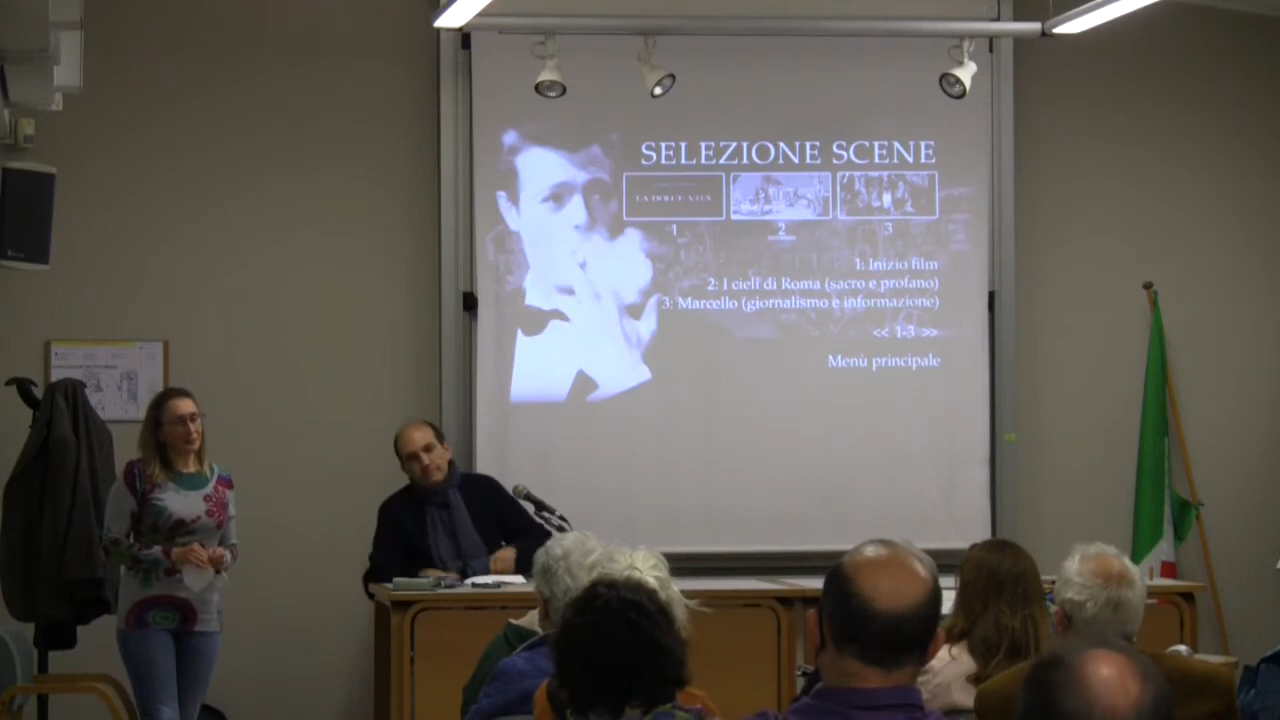 SELEZIONE SCENE
LA DOLCE VITA
1 2 3
1: Inizio film
2: I cieli di Roma (sacro e profano)
3: Marcello (giornalismo e informazione)
<< 1-3 >>
Menù principale